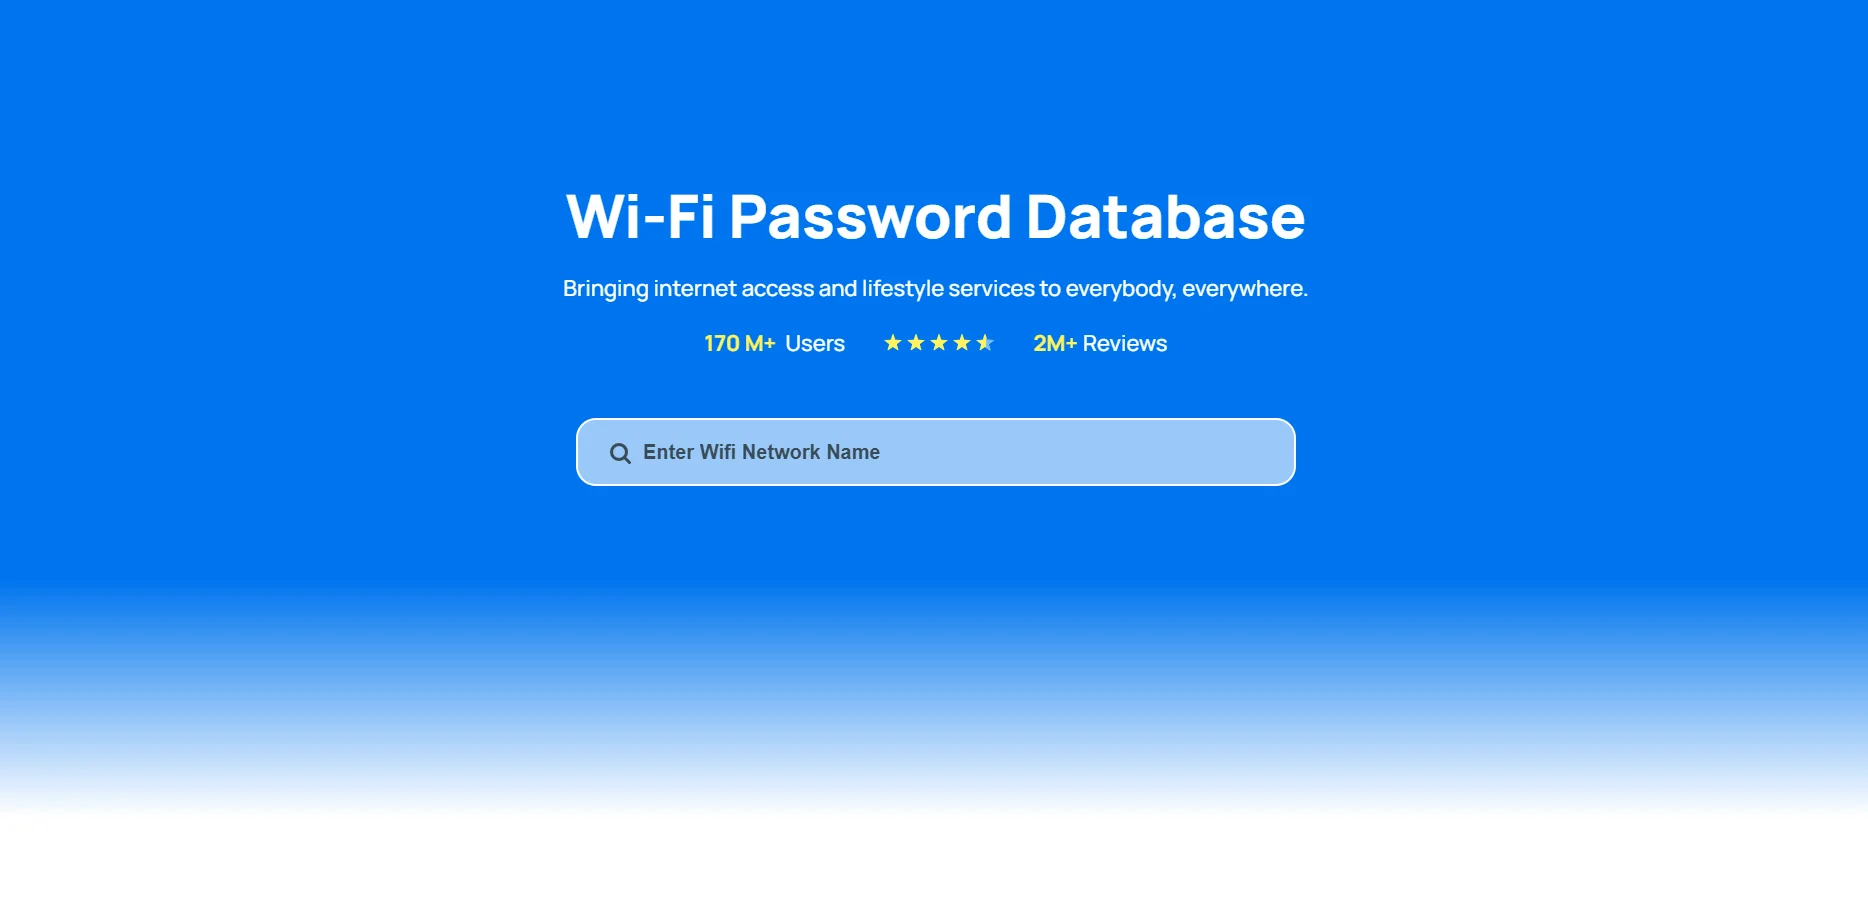 Wi-Fi Password Database
Bringing internet access and lifestyle services to everybody, everywhere.
170 M+ Users 2M+ Reviews
Enter Wifi Network Name